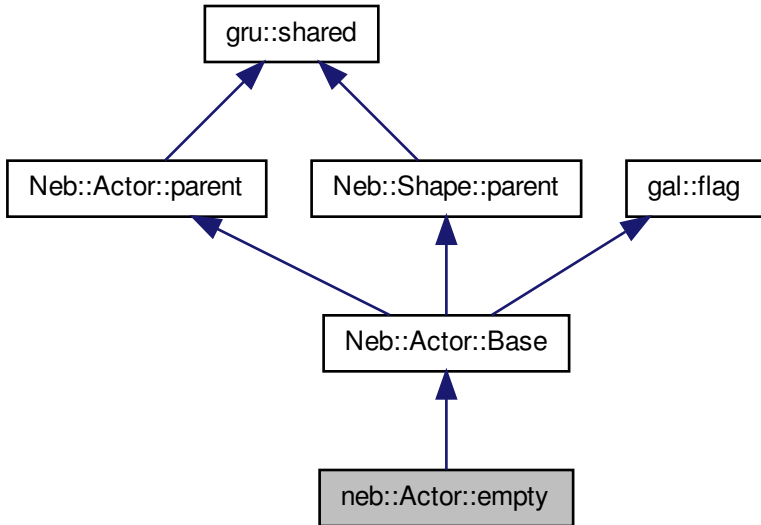 gru::shared
Neb::Actor::parent
Neb::Shape::parent
gal::flag
Neb::Actor::Base
neb::Actor::empty